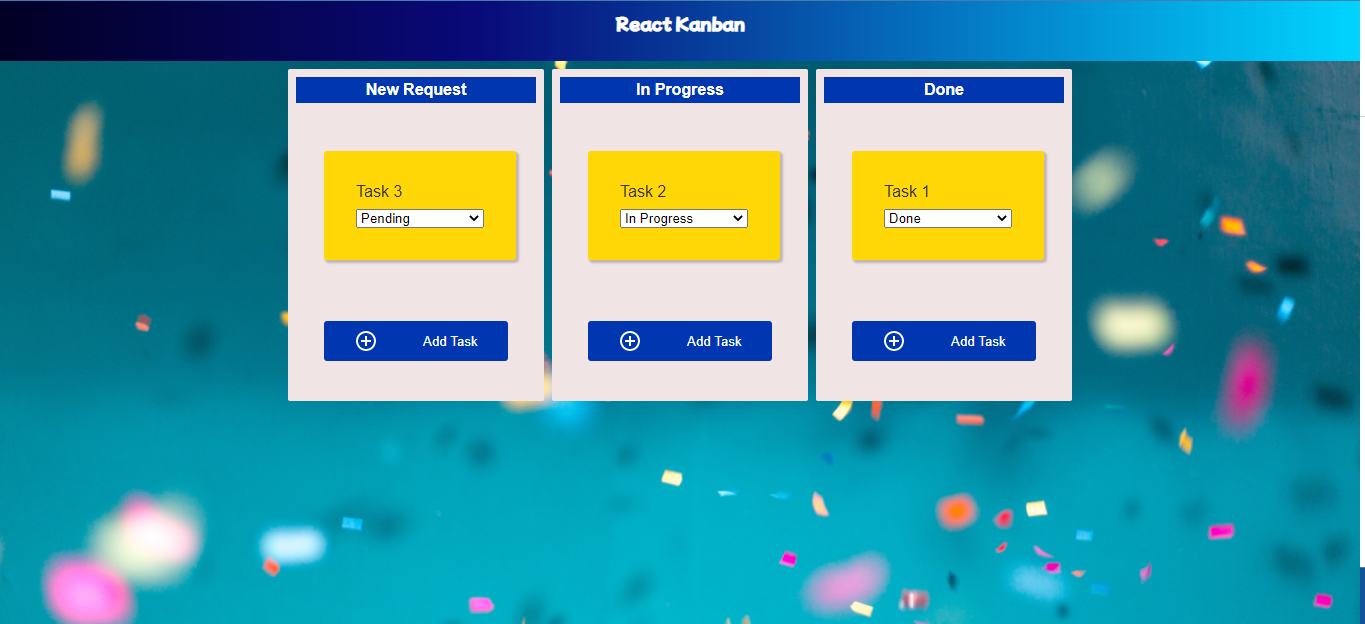 React Kanban
New Request
Task 3
Pending
Add Task
In Progress
Task 2
In Progress
Add Task
Done
Task 1
Done
Add Task